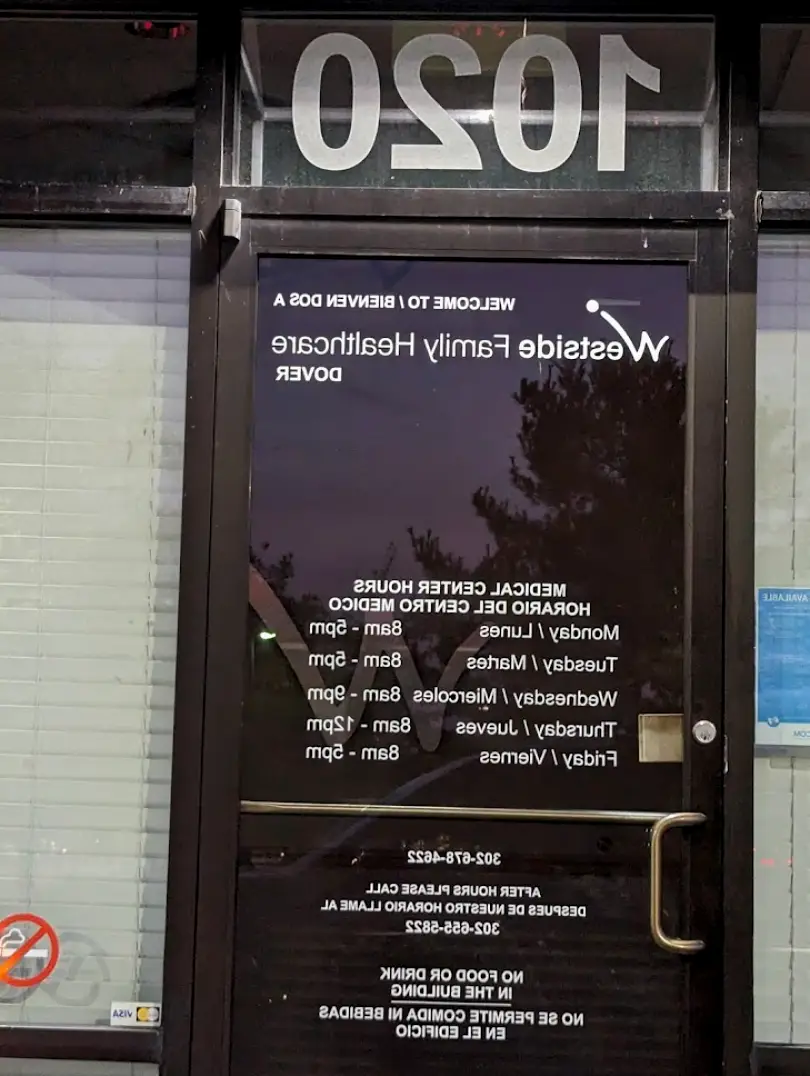 1020
WELCOME TO / BIENVEN DOS A
Westside Family Healthcare
DOVER
MEDICAL CENTER HOURS
HORARIO DEL CENTRO MEDICO
Monday / Lunes 8am - 5pm
Tuesday / Martes 8am - 5pm
Wednesday / Miercoles 8am - 9pm
Thursday / Jueves 8am - 12pm
Friday / Viernes 8am - 5pm
302-678-4622
AFTER HOURS PLEASE CALL
DESPUES DE NUESTRO HORARIO LLAME AL
302-655-5822
NO FOOD OR DRINK
IN THE BUILDING
NO SE PERMITE COMIDA NI BEBIDAS
EN EL EDIFICIO
VISA
AVAILABLE
.COM